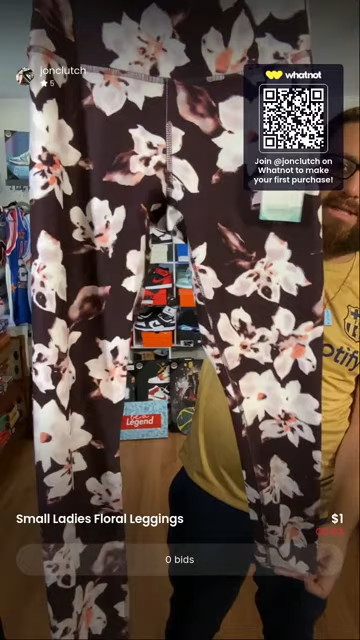 jonclutch
★ 5
whatnot
Join @jonclutch on
Whatnot to make
your first purchase!
Legend
Small Ladies Floral Leggings
$1
0 bids